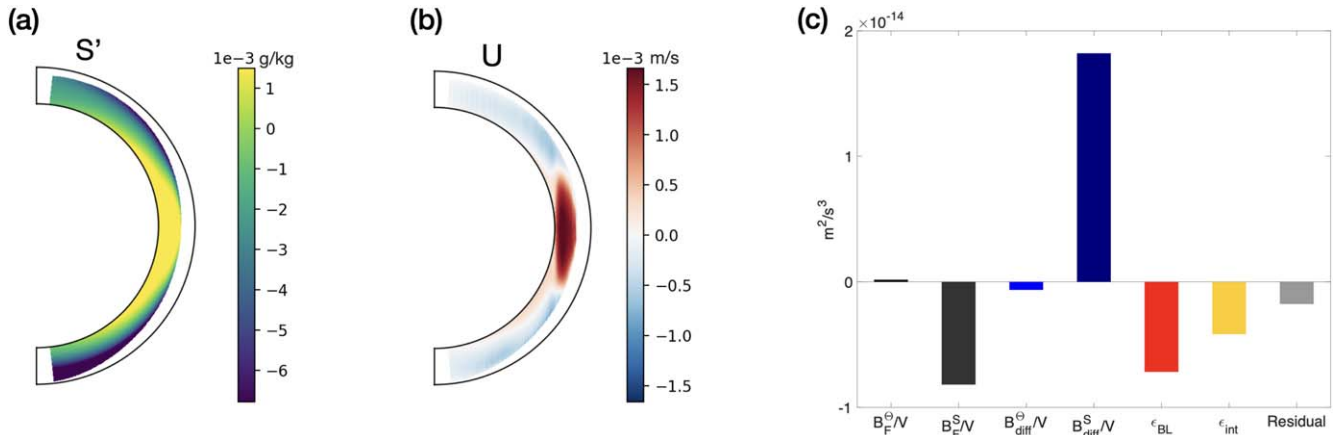 (a)
S'
1e-3 g/kg
1
0
−1
−2
−3
−4
−5
−6
(b)
U
1e-3 m/s
1.5
1.0
0.5
0.0
−0.5
−1.0
−1.5
(c)
×10⁻¹⁴
2
1
0
-1
m²/s³
B_F^Θ/V
B_F^S/V
B_diff^Θ/V
B_diff^S/V
ϵ_BL
ϵ_int
Residual